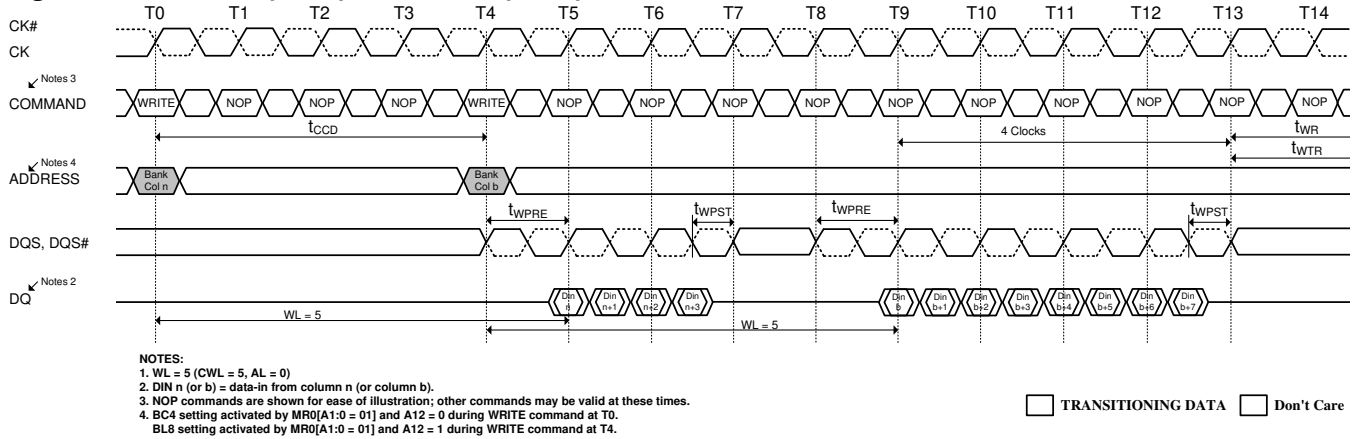 T0 T1 T2 T3 T4 T5 T6 T7 T8 T9 T10 T11 T12 T13 T14
CK#
CK
Notes 3
COMMAND
WRITE NOP NOP NOP WRITE NOP NOP NOP NOP NOP NOP NOP NOP NOP NOP
tCCD
4 Clocks
tWR
tWTR
Notes 4
ADDRESS
Bank Col n
Bank Col b
tWPRE tWPST tWPRE tWPST
DQS, DQS#
Notes 2
DQ
Din n Din n+1 Din n+2 Din n+3 Din b Din b+1 Din b+2 Din b+3 Din b+4 Din b+5 Din b+6 Din b+7
WL = 5
WL = 5
NOTES:
1. WL = 5 (CWL = 5, AL = 0)
2. DIN n (or b) = data-in from column n (or column b).
3. NOP commands are shown for ease of illustration; other commands may be valid at these times.
4. BC4 setting activated by MR0[A1:0 = 01] and A12 = 0 during WRITE command at T0.
BL8 setting activated by MR0[A1:0 = 01] and A12 = 1 during WRITE command at T4.
TRANSITIONING DATA Don't Care